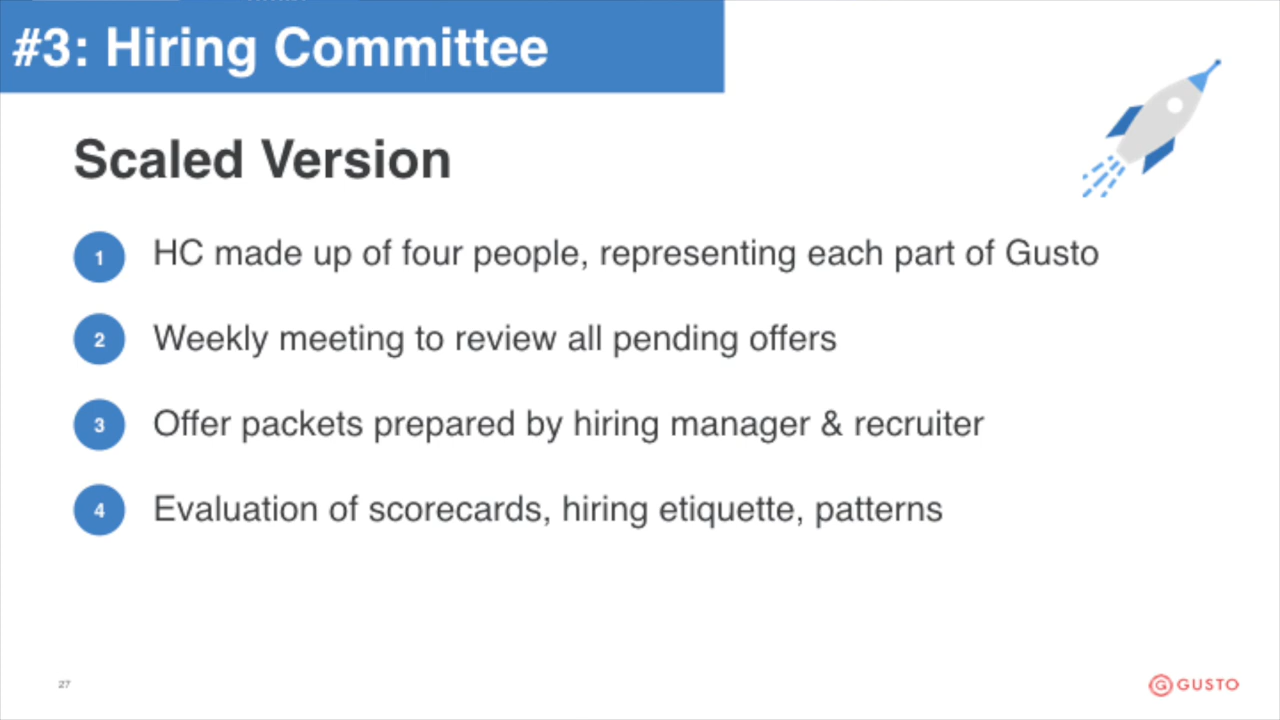 #3: Hiring Committee
Scaled Version
1 HC made up of four people, representing each part of Gusto
2 Weekly meeting to review all pending offers
3 Offer packets prepared by hiring manager & recruiter
4 Evaluation of scorecards, hiring etiquette, patterns
27
G GUSTO